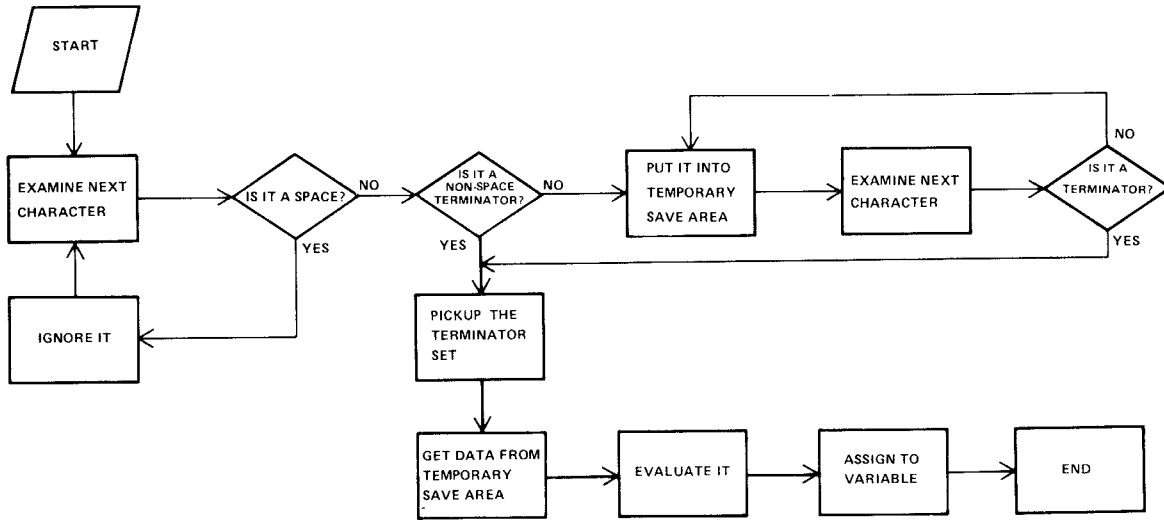 START
EXAMINE NEXT
CHARACTER
IS IT A SPACE?
NO
YES
IGNORE IT
IS IT A
NON-SPACE
TERMINATOR?
NO
YES
PUT IT INTO
TEMPORARY
SAVE AREA
EXAMINE NEXT
CHARACTER
IS IT A
TERMINATOR?
NO
YES
PICKUP THE
TERMINATOR
SET
GET DATA FROM
TEMPORARY
SAVE AREA
EVALUATE IT
ASSIGN TO
VARIABLE
END